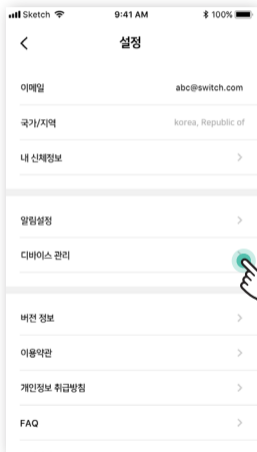 Sketch 9:41 AM 100%
설정
이메일 abc@switch.com
국가/지역 korea, Republic of
내 신체정보
알림설정
디바이스 관리
버전 정보
이용약관
개인정보 취급방침
FAQ